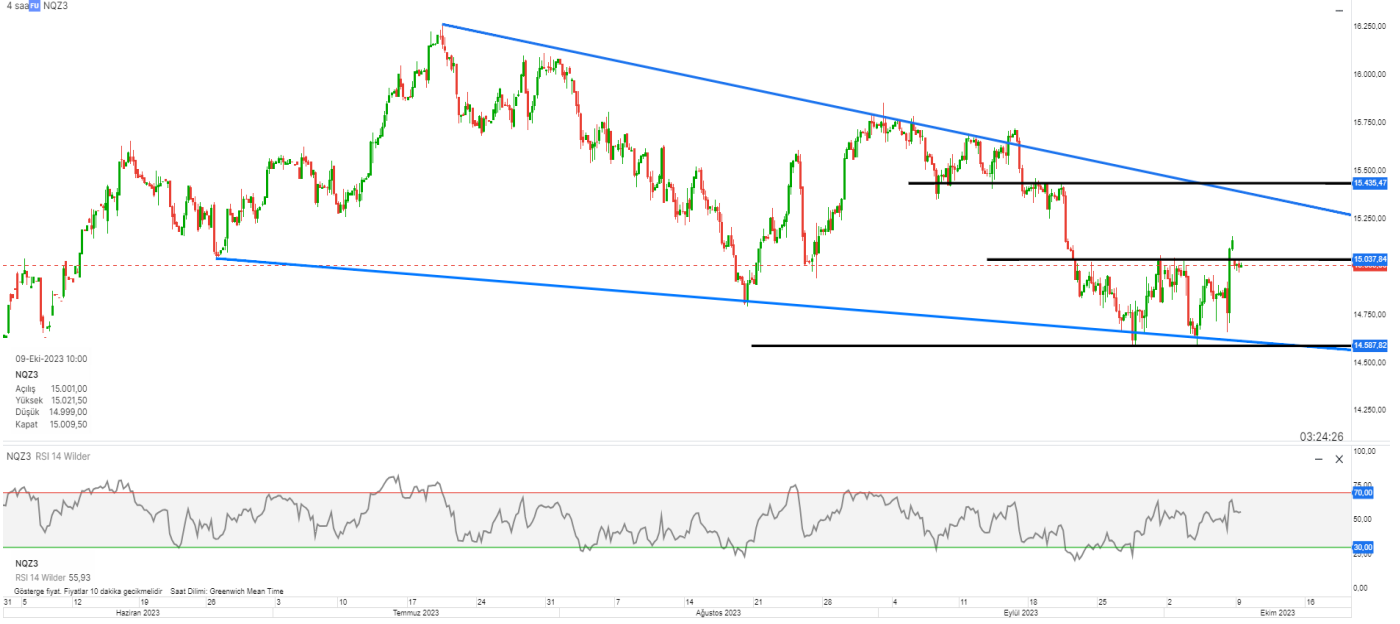 4 saa FU NQZ3
16.250,00
16.000,00
15.750,00
15.500,00
15.435,47
15.250,00
15.037,84
14.750,00
14.587,82
14.500,00
14.250,00
09-Eki-2023 10:00
NQZ3
Açılış 15.001,00
Yüksek 15.021,50
Düşük 14.999,00
Kapat 15.009,50
03:24:26
NQZ3 RSI 14 Wilder
100,00
75,00
70,00
50,00
30,00
25,00
0,00
NQZ3
RSI 14 Wilder 55,93
Gösterge fiyat. Fiyatlar 10 dakika gecikmelidir Saat Dilimi: Greenwich Mean Time
31 5 12 19 26 3 10 17 24 31 7 14 21 28 4 11 18 25 2 9 16
Haziran 2023 Temmuz 2023 Ağustos 2023 Eylül 2023 Ekim 2023